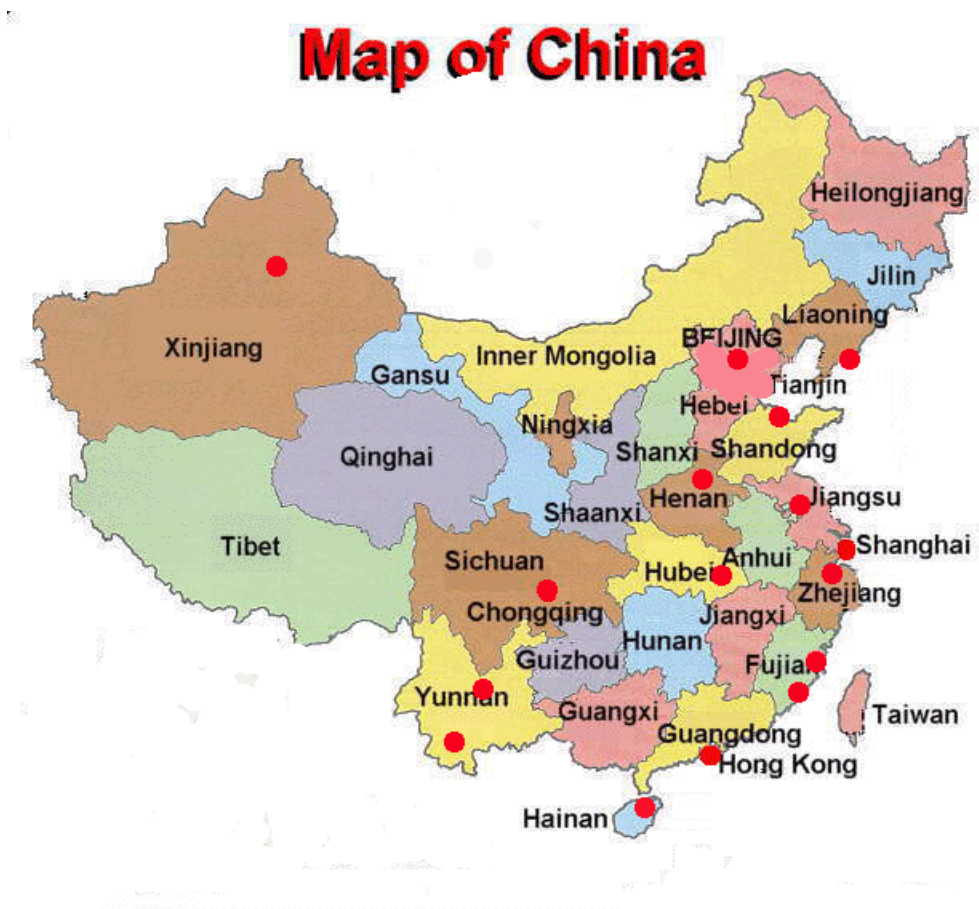 Map of China
Heilongjiang
Jilin
Liaoning
BEIJING
Xinjiang
Inner Mongolia
Gansu
Tianjin
Hebei
Ningxia
Shanxi
Shandong
Qinghai
Henan
Jiangsu
Shaanxi
Tibet
Shanghai
Sichuan
Anhui
Hubei
Zhejiang
Chongqing
Jiangxi
Hunan
Guizhou
Fujian
Yunnan
Guangxi
Taiwan
Guangdong
Hong Kong
Hainan